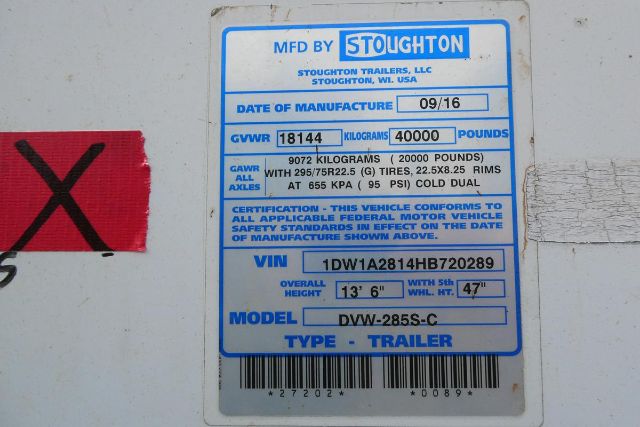 MFD BY STOUGHTON
STOUGHTON TRAILERS, LLC
STOUGHTON, WI. USA
DATE OF MANUFACTURE 09/16
GVWR 18144 KILOGRAMS 40000 POUNDS
GAWR ALL AXLES
9072 KILOGRAMS ( 20000 POUNDS)
WITH 295/75R22.5 (G) TIRES, 22.5X8.25 RIMS
AT 655 KPA ( 95 PSI) COLD DUAL
CERTIFICATION - THIS VEHICLE CONFORMS TO
ALL APPLICABLE FEDERAL MOTOR VEHICLE
SAFETY STANDARDS IN EFFECT ON THE DATE
OF MANUFACTURE SHOWN ABOVE.
VIN 1DW1A2814HB720289
OVERALL HEIGHT 13' 6" WITH 5th WHL. HT. 47"
MODEL DVW-285S-C
TYPE - TRAILER
*27202* *0089*
X